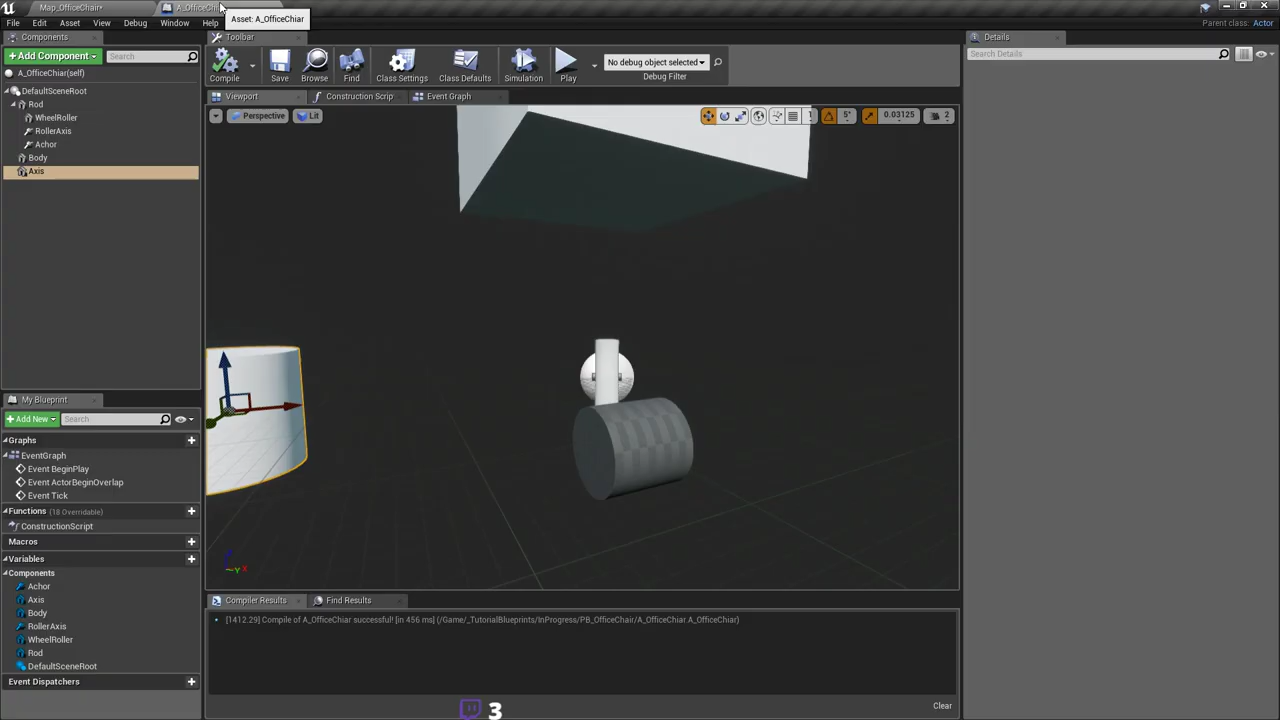 Map_OfficeChair*
A_OfficeChiar
Asset: A_OfficeChiar
File
Edit
Asset
View
Debug
Window
Help
Parent class: Actor
Components
Toolbar
Details
+Add Component
Search
Search Details
A_OfficeChiar(self)
Compile
Save
Browse
Find
Class Settings
Class Defaults
Simulation
Play
No debug object selected
Debug Filter
DefaultSceneRoot
Rod
WheelRoller
RollerAxis
Achor
Body
Axis
Viewport
Construction Scrip
Event Graph
Perspective
Lit
5°
0.03125
2
My Blueprint
+Add New
Search
Graphs
EventGraph
Event BeginPlay
Event ActorBeginOverlap
Event Tick
Functions (18 Overridable)
ConstructionScript
Macros
Variables
Components
Achor
Axis
Body
RollerAxis
WheelRoller
Rod
DefaultSceneRoot
Event Dispatchers
Y
X
Compiler Results
Find Results
[1412.29] Compile of A_OfficeChiar successful! [in 456 ms] (/Game/_TutorialBlueprints/InProgress/PB_OfficeChair/A_OfficeChiar.A_OfficeChiar)
Clear
3